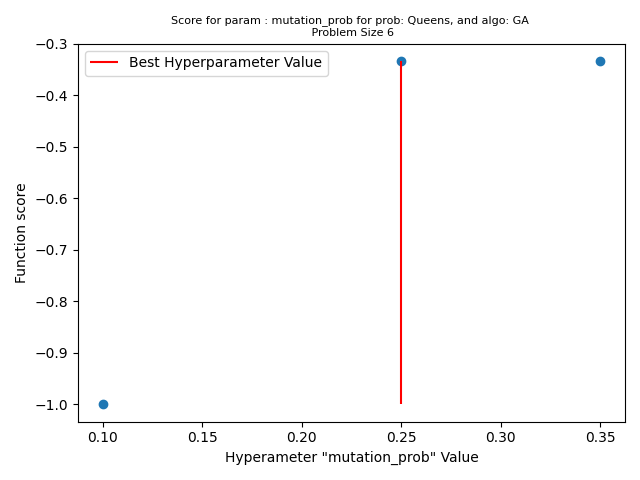 Score for param : mutation_prob for prob: Queens, and algo: GA
Problem Size 6
Best Hyperparameter Value
Function score
−0.3
−0.4
−0.5
−0.6
−0.7
−0.8
−0.9
−1.0
0.10 0.15 0.20 0.25 0.30 0.35
Hyperameter "mutation_prob" Value